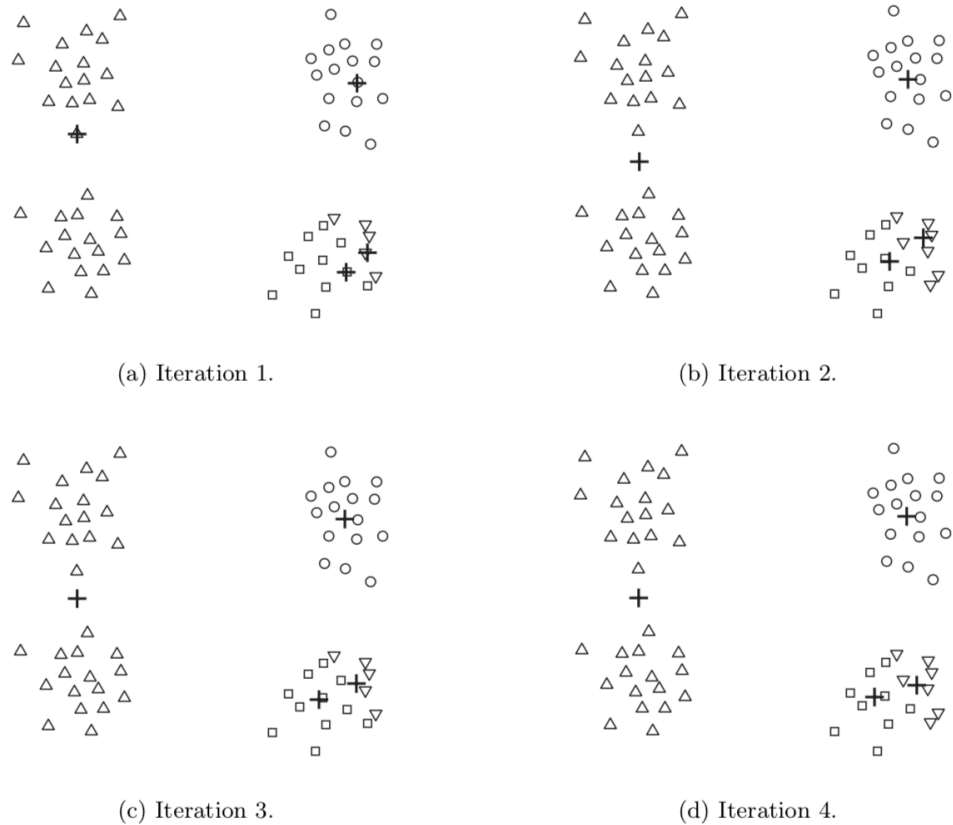 (a) Iteration 1.
(b) Iteration 2.
(c) Iteration 3.
(d) Iteration 4.